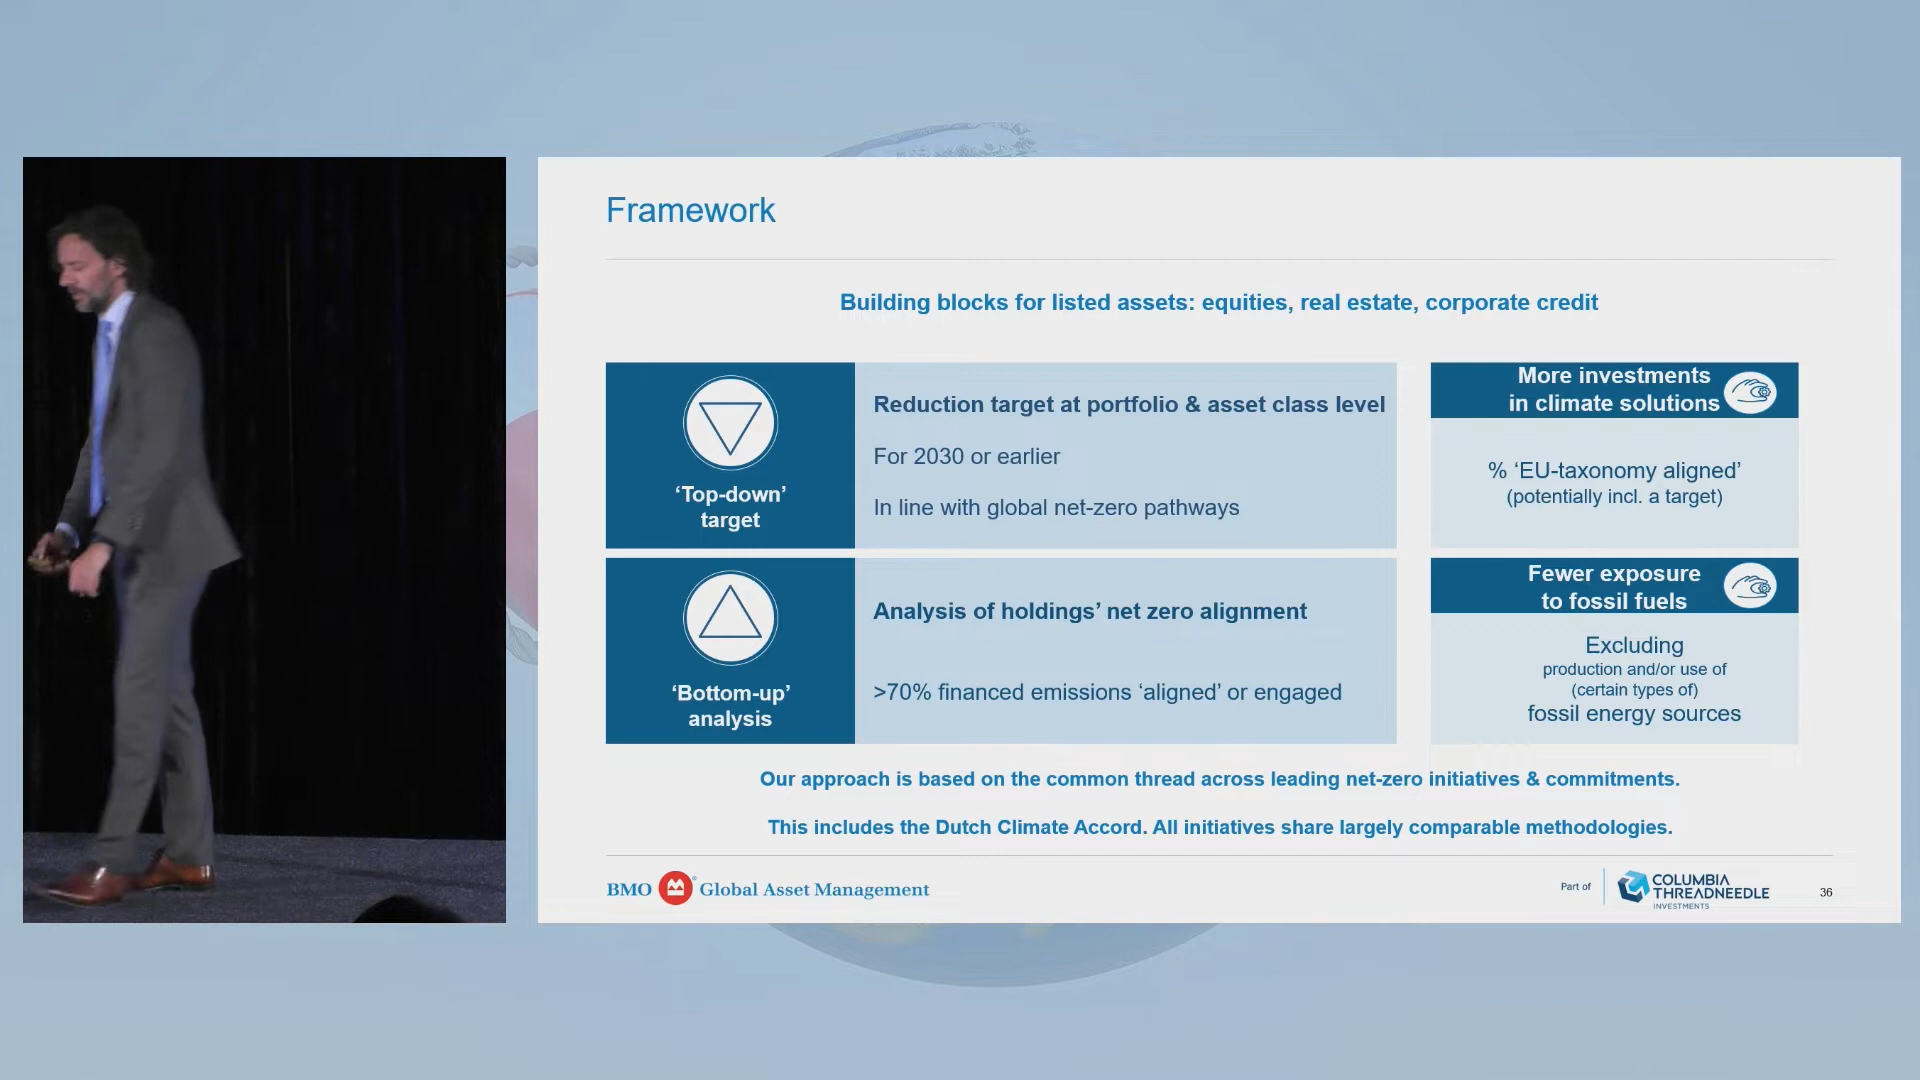 Framework
Building blocks for listed assets: equities, real estate, corporate credit
‘Top-down’
target
Reduction target at portfolio & asset class level
For 2030 or earlier
In line with global net-zero pathways
More investments
in climate solutions
% ‘EU-taxonomy aligned’
(potentially incl. a target)
‘Bottom-up’
analysis
Analysis of holdings’ net zero alignment
>70% financed emissions ‘aligned’ or engaged
Fewer exposure
to fossil fuels
Excluding
production and/or use of
(certain types of)
fossil energy sources
Our approach is based on the common thread across leading net-zero initiatives & commitments.
This includes the Dutch Climate Accord. All initiatives share largely comparable methodologies.
BMO Global Asset Management
Part of
COLUMBIA
THREADNEEDLE
INVESTMENTS
36